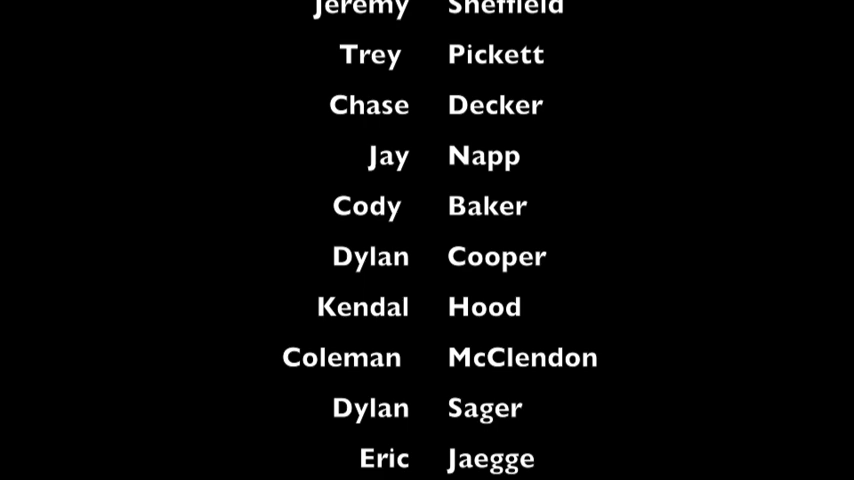 Jeremy Sheffield
Trey Pickett
Chase Decker
Jay Napp
Cody Baker
Dylan Cooper
Kendal Hood
Coleman McClendon
Dylan Sager
Eric Jaegge